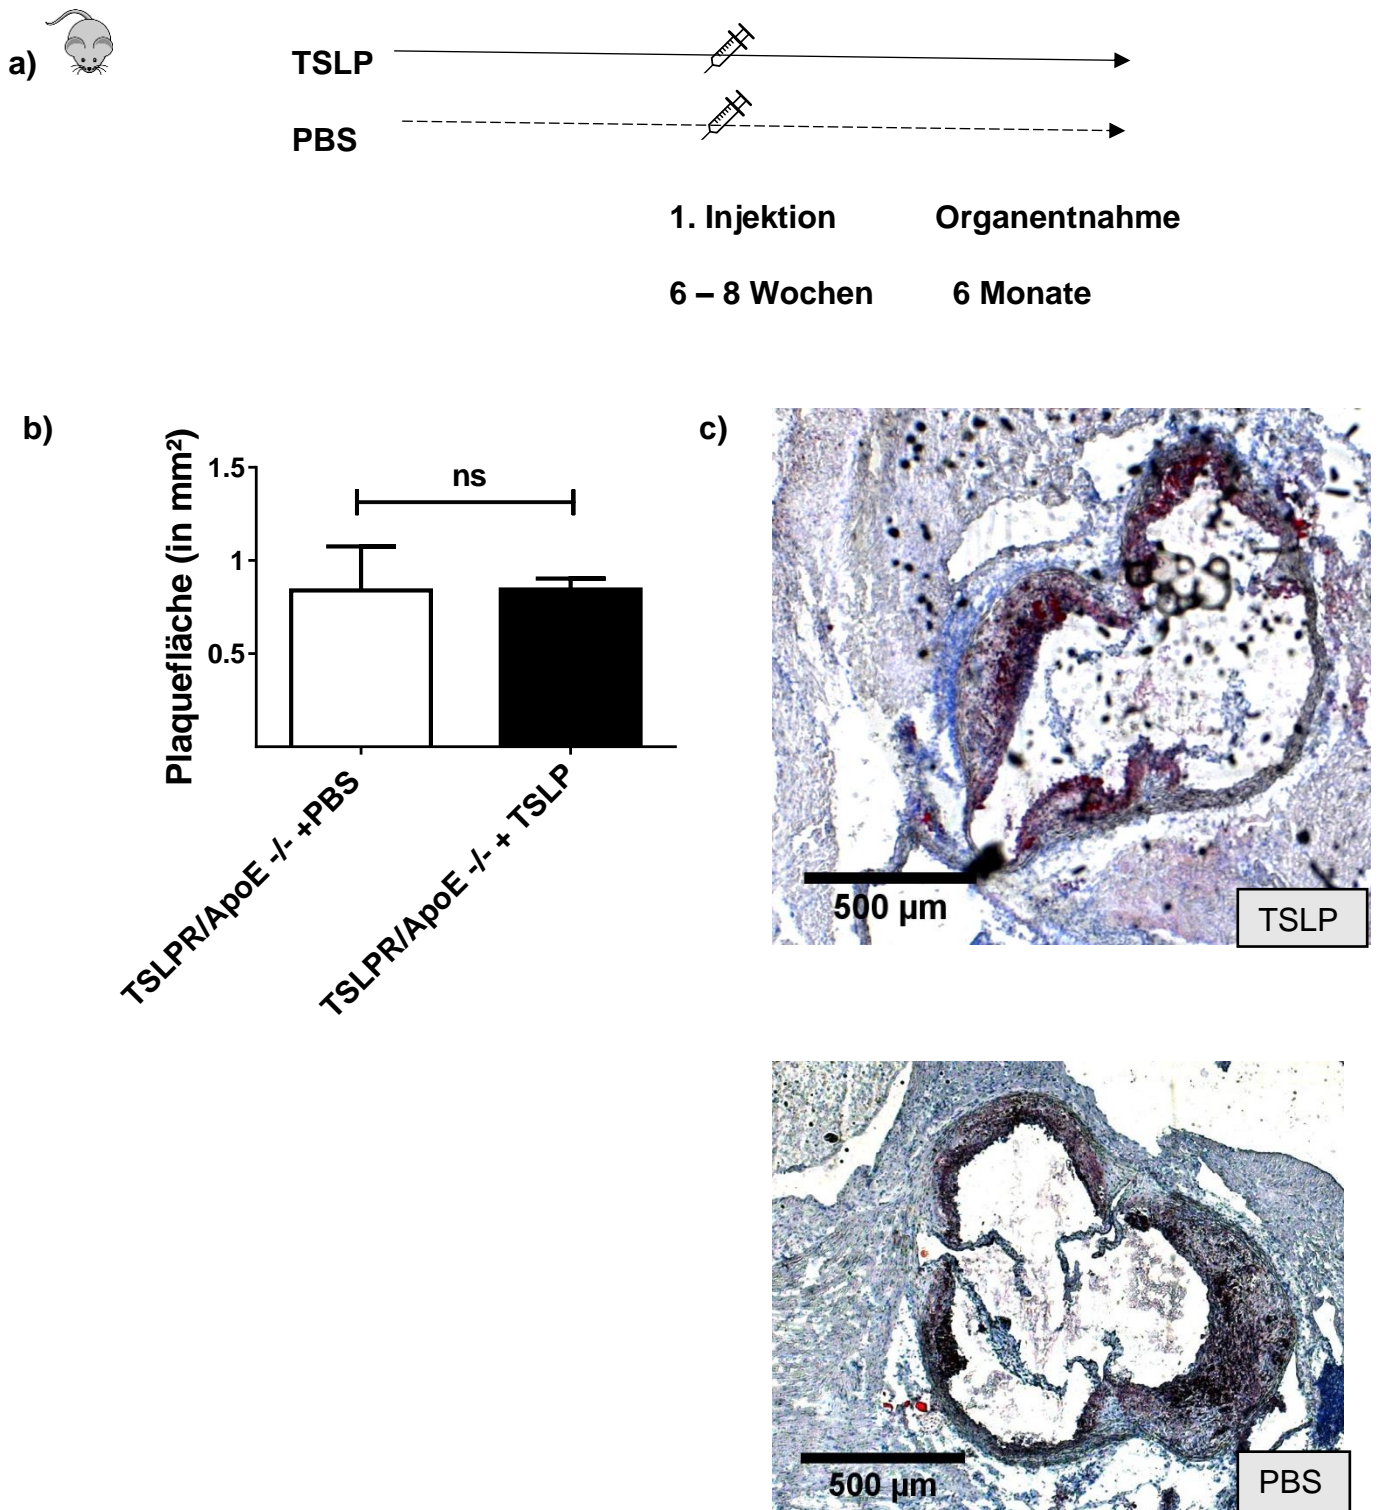 a)
TSLP
PBS
1. Injektion Organentnahme
6 – 8 Wochen 6 Monate
b)
Plaquefläche (in mm²)
1.5
1
0.5
ns
TSLPR/ApoE -/- +PBS
TSLPR/ApoE -/- + TSLP
c)
500 µm
TSLP
500 µm
PBS